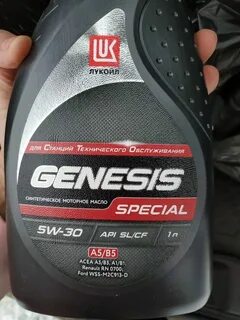 ЛУКОЙЛ
ДЛЯ СТАНЦИЙ ТЕХНИЧЕСКОГО ОБСЛУЖИВАНИЯ
GENESIS
СИНТЕТИЧЕСКОЕ МОТОРНОЕ МАСЛО
SPECIAL
5W-30 API SL/CF 1 л
A5/B5
ACEA A5/B5, A1/B1,
Renault RN 0700,
Ford WSS-M2C913-D